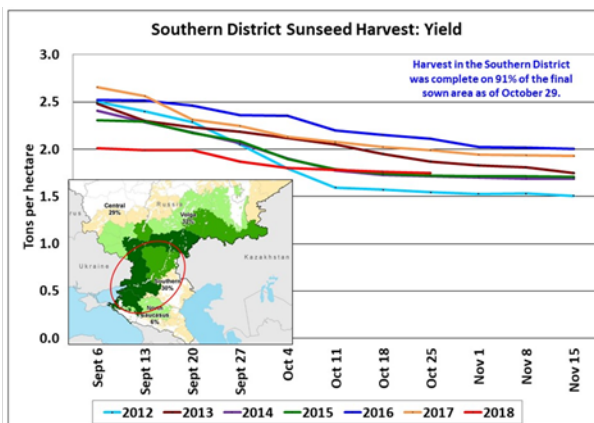 Southern District Sunseed Harvest: Yield
Harvest in the Southern District
was complete on 91% of the final
sown area as of October 29.
Tons per hectare
3.0
2.5
2.0
1.5
1.0
0.5
0.0
Central
29%
Russia
Volga
Ukraine
Kazakhstan
Southern
30%
North
Caucasus
6%
Sept 6
Sept 13
Sept 20
Sept 27
Oct 4
Oct 11
Oct 18
Oct 25
Nov 1
Nov 8
Nov 15
2012 2013 2014 2015 2016 2017 2018